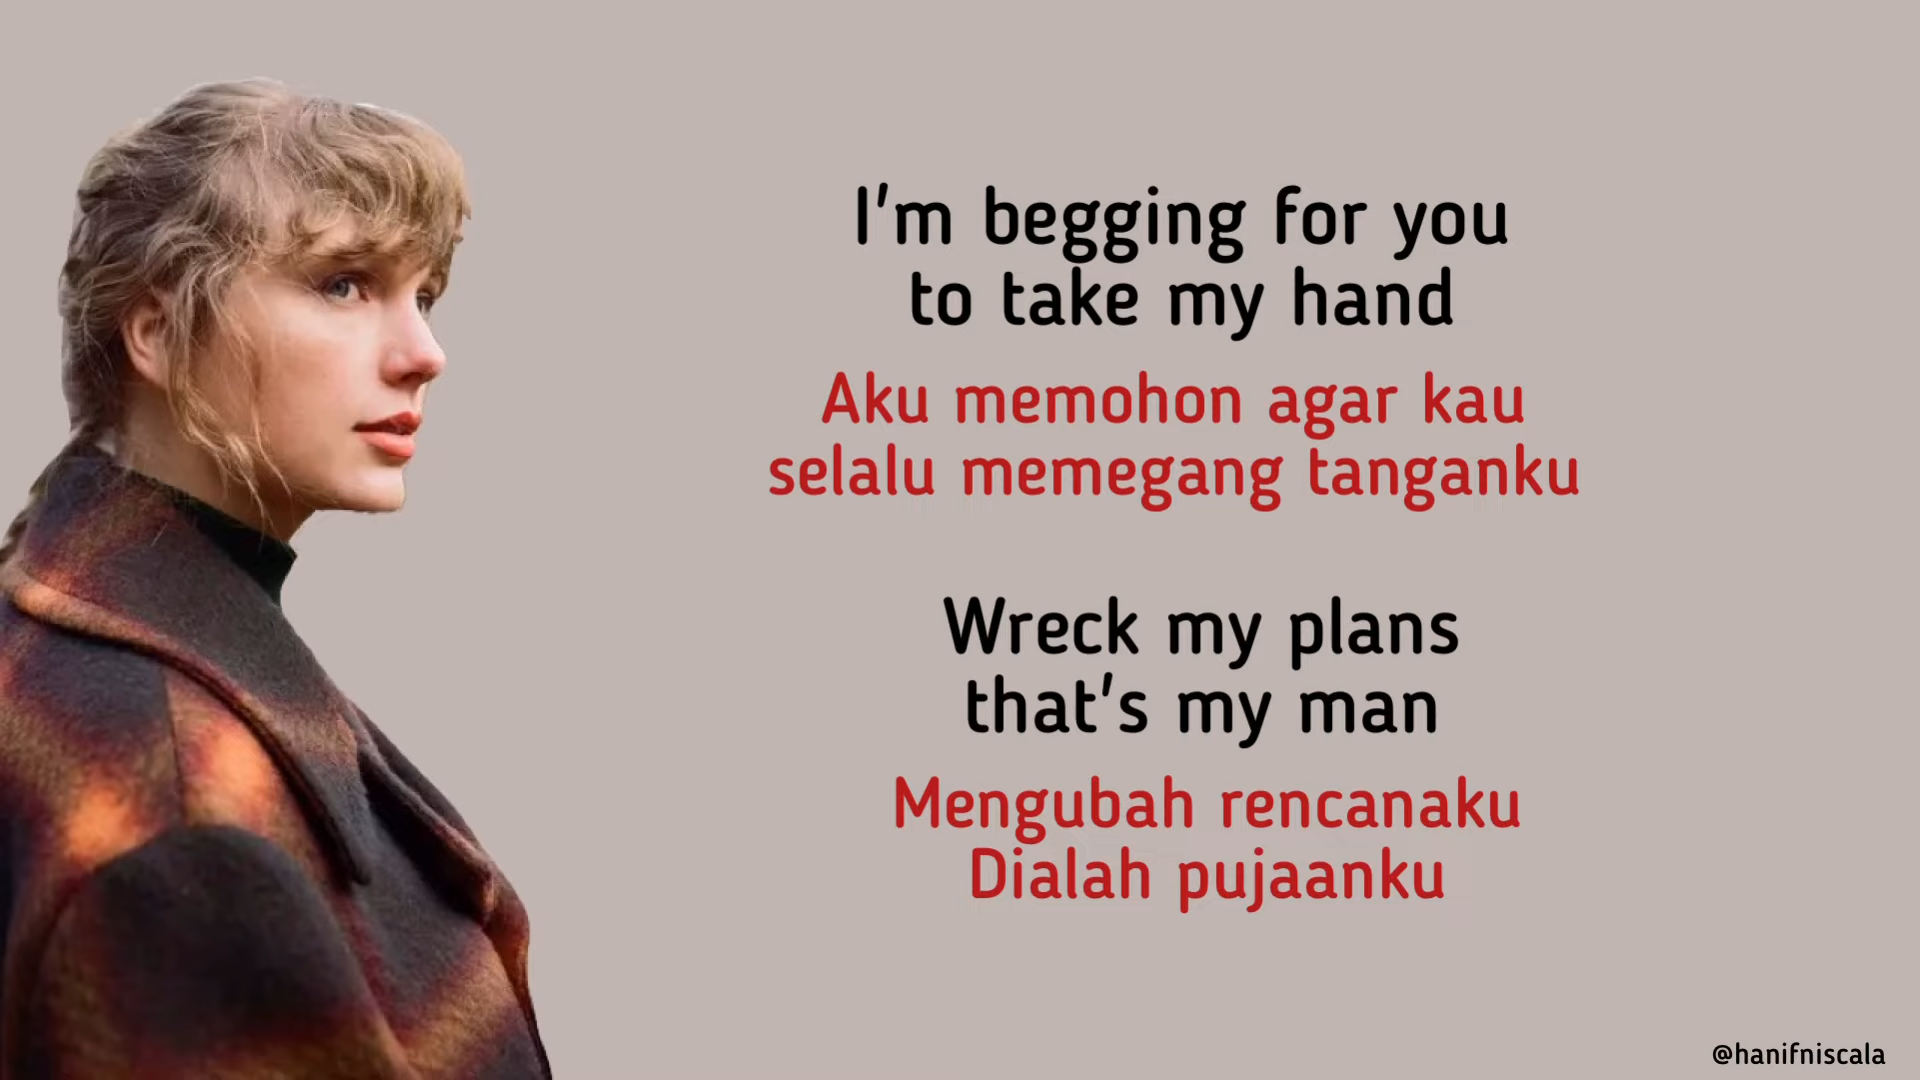 I'm begging for you
to take my hand
Aku memohon agar kau
selalu memegang tanganku
Wreck my plans
that's my man
Mengubah rencanaku
Dialah pujaanku
@hanifniscala